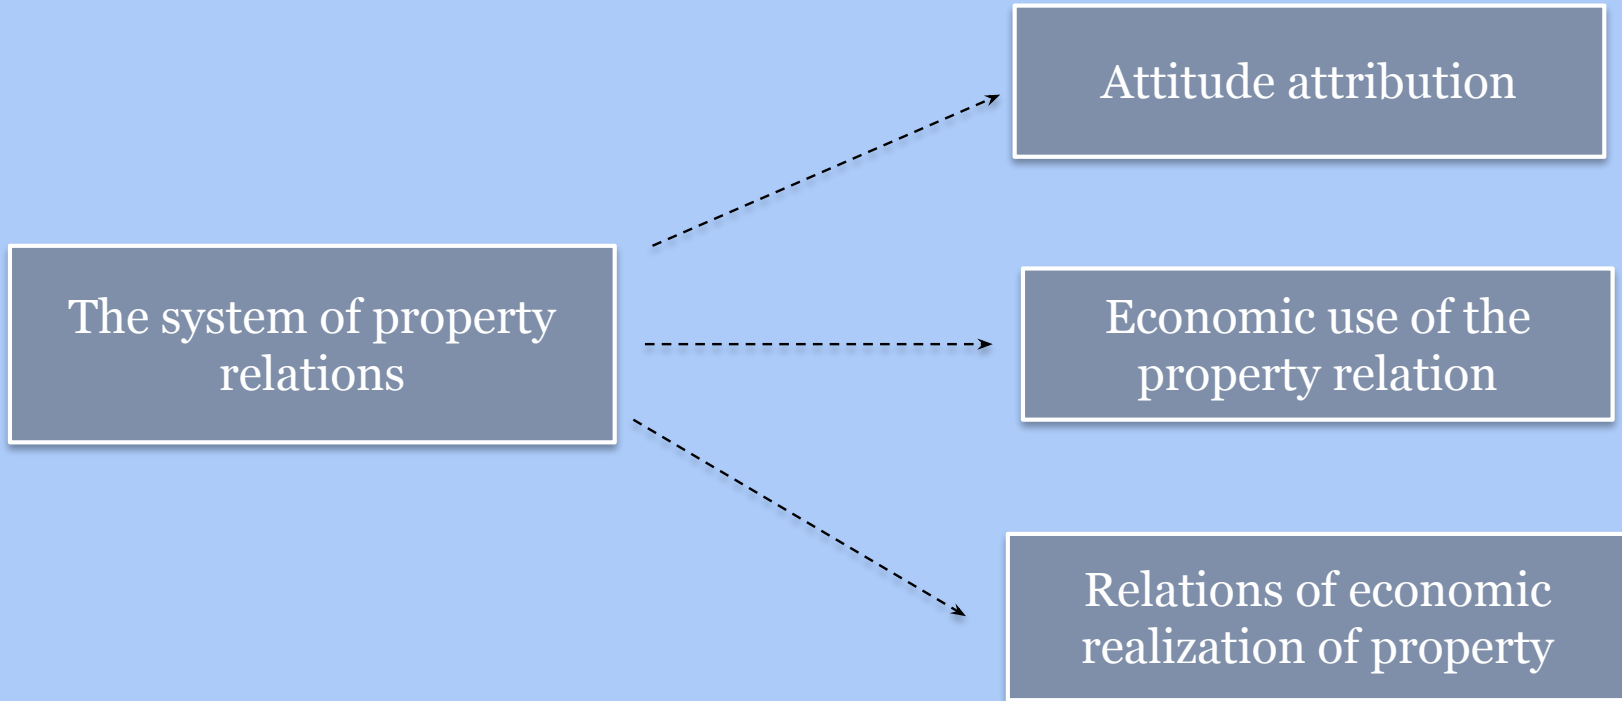 Attitude attribution
The system of property
relations
Economic use of the
property relation
Relations of economic
realization of property